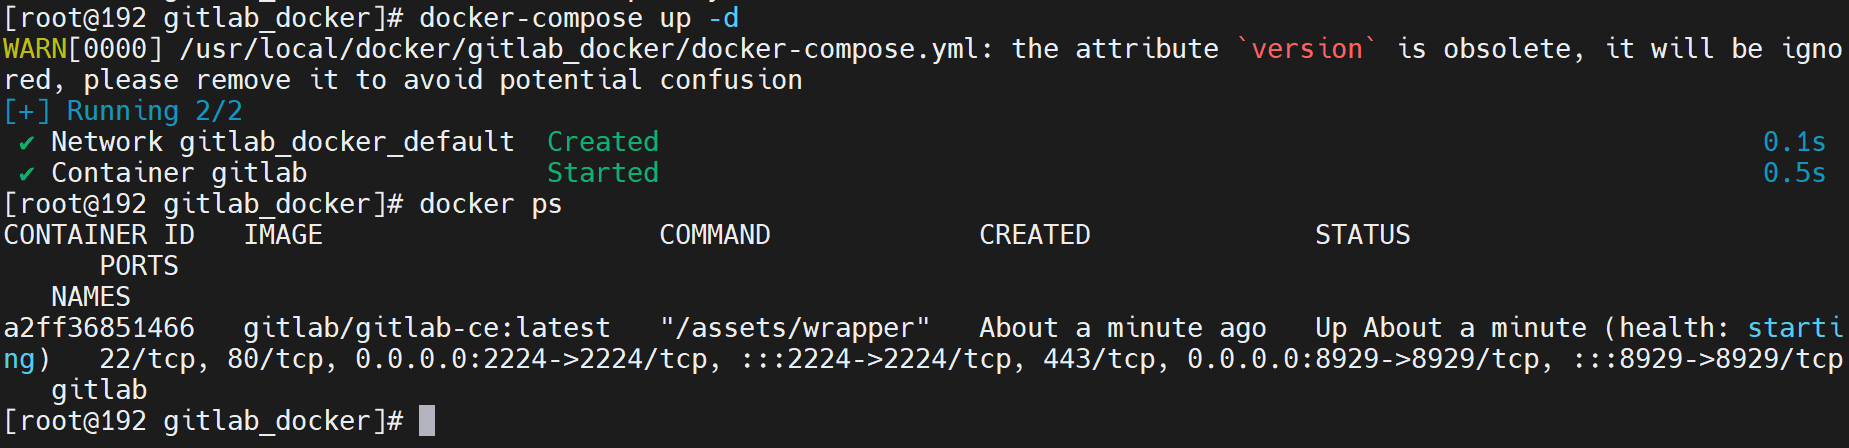 [root@192 gitlab_docker]# docker-compose up -d
WARN[0000] /usr/local/docker/gitlab_docker/docker-compose.yml: the attribute `version` is obsolete, it will be igno
red, please remove it to avoid potential confusion
[+] Running 2/2
 ✔ Network gitlab_docker_default  Created                                                                     0.1s
 ✔ Container gitlab               Started                                                                     0.5s
[root@192 gitlab_docker]# docker ps
CONTAINER ID   IMAGE                     COMMAND             CREATED              STATUS
      PORTS
   NAMES
a2ff36851466   gitlab/gitlab-ce:latest   "/assets/wrapper"   About a minute ago   Up About a minute (health: starti
ng)   22/tcp, 80/tcp, 0.0.0.0:2224->2224/tcp, :::2224->2224/tcp, 443/tcp, 0.0.0.0:8929->8929/tcp, :::8929->8929/tcp
   gitlab
[root@192 gitlab_docker]#